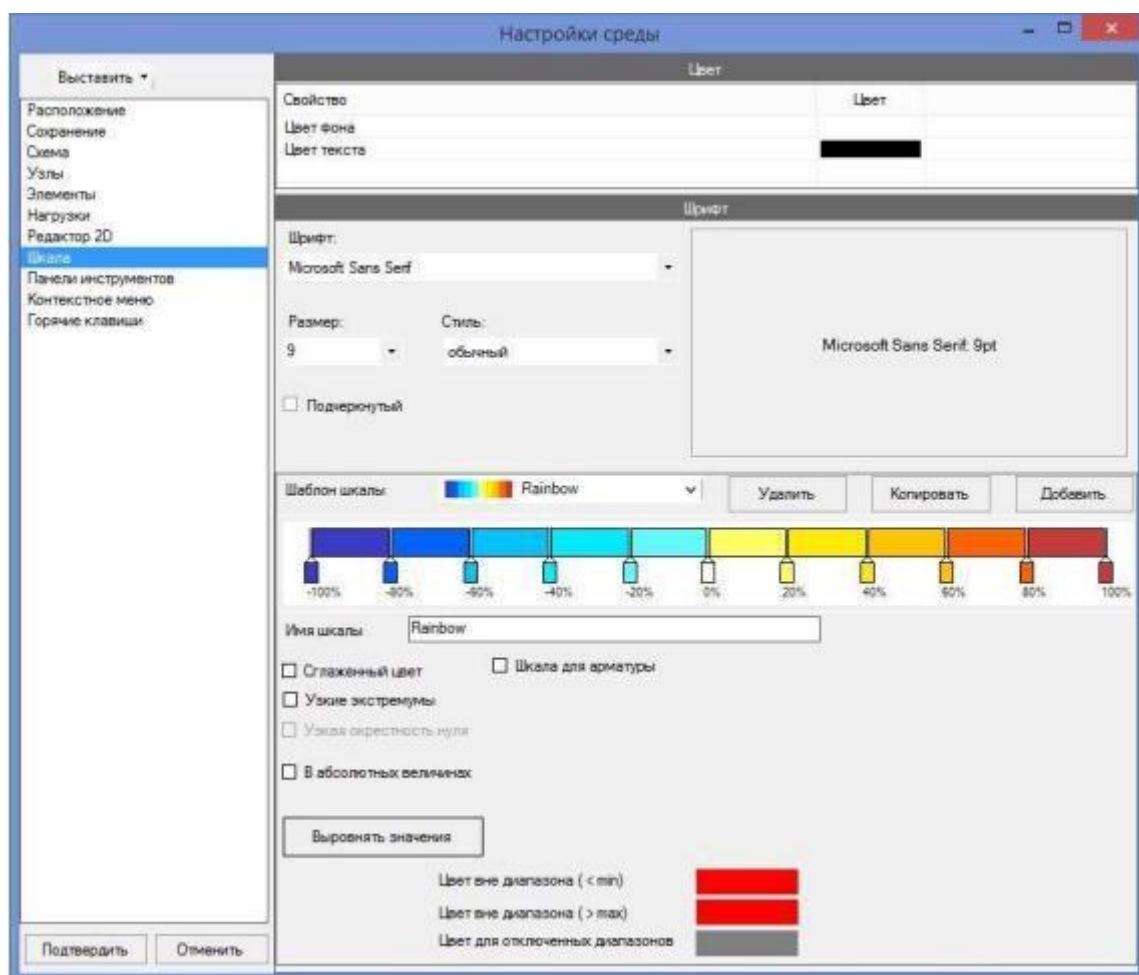 Настройки среды
Выставить
Расположение
Сохранение
Схема
Узлы
Элементы
Нагрузки
Редактор 2D
Шкала
Панели инструментов
Контекстное меню
Горячие клавиши
Подтвердить
Отменить
Цвет
Свойство
Цвет
Цвет фона
Цвет текста
Шрифт
Шрифт:
Microsoft Sans Serif
Размер:
Стиль:
9
обычный
Подчеркнутый
Microsoft Sans Serif: 9pt
Шаблон шкалы
Rainbow
Удалить
Копировать
Добавить
-100% -80% -60% -40% -20% 0% 20% 40% 60% 80% 100%
Имя шкалы
Rainbow
Сглаженный цвет
Шкала для арматуры
Узкие экстремумы
Узкая окрестность нуля
В абсолютных величинах
Выровнять значения
Цвет вне диапазона ( < min)
Цвет вне диапазона ( > max)
Цвет для отключенных диапазонов